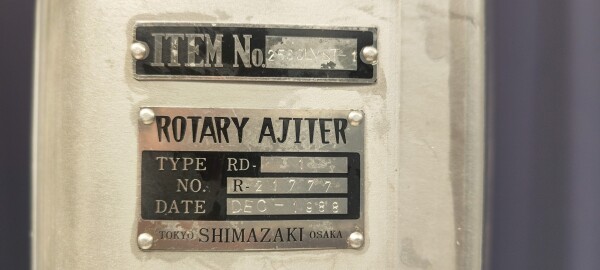 ITEM No.
ROTARY AJITER
TYPE RD-
NO. R-21777
DATE DEC-1988
TOKYO SHIMAZAKI OSAKA